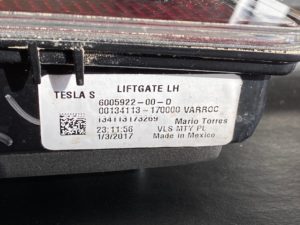 LIFTGATE LH
TESLA S
6005922-00-D
00134113-170000 VARROC
134113173269 Mario Torres
23:11:56 VLS MTY PL
1/3/2017 Made in Mexico